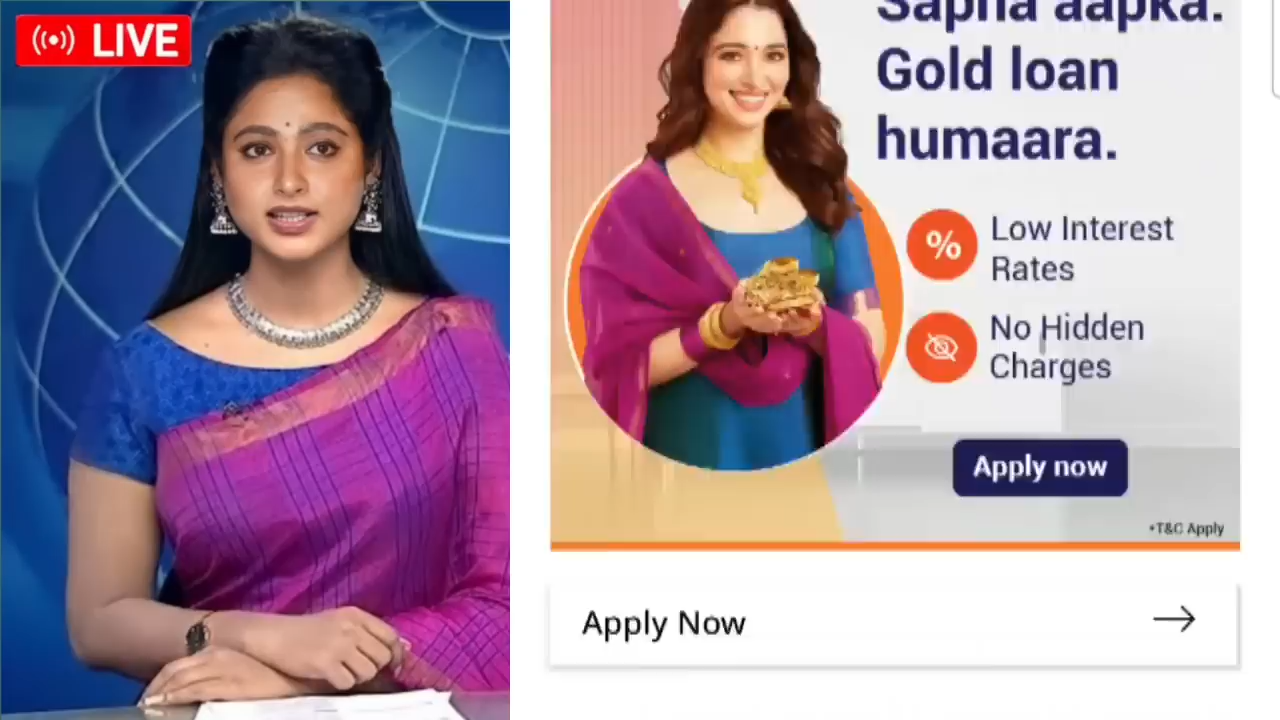 LIVE
Sapna aapka.
Gold loan
humaara.
% Low Interest
Rates
No Hidden
Charges
Apply now
*T&C Apply
Apply Now